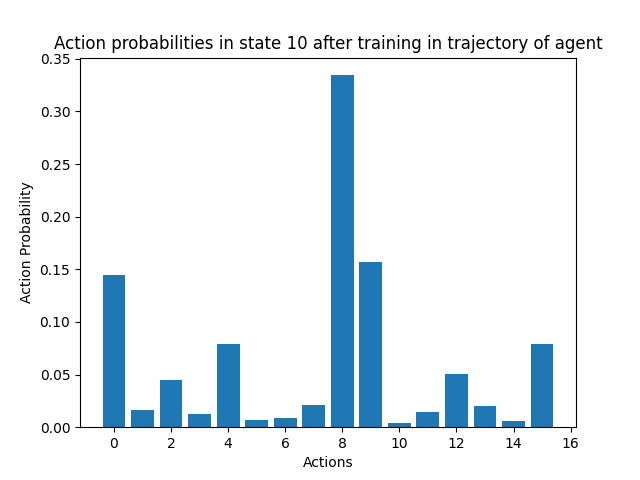 Action probabilities in state 10 after training in trajectory of agent
0.35
0.30
0.25
0.20
0.15
0.10
0.05
0.00
Action Probability
0 2 4 6 8 10 12 14 16
Actions